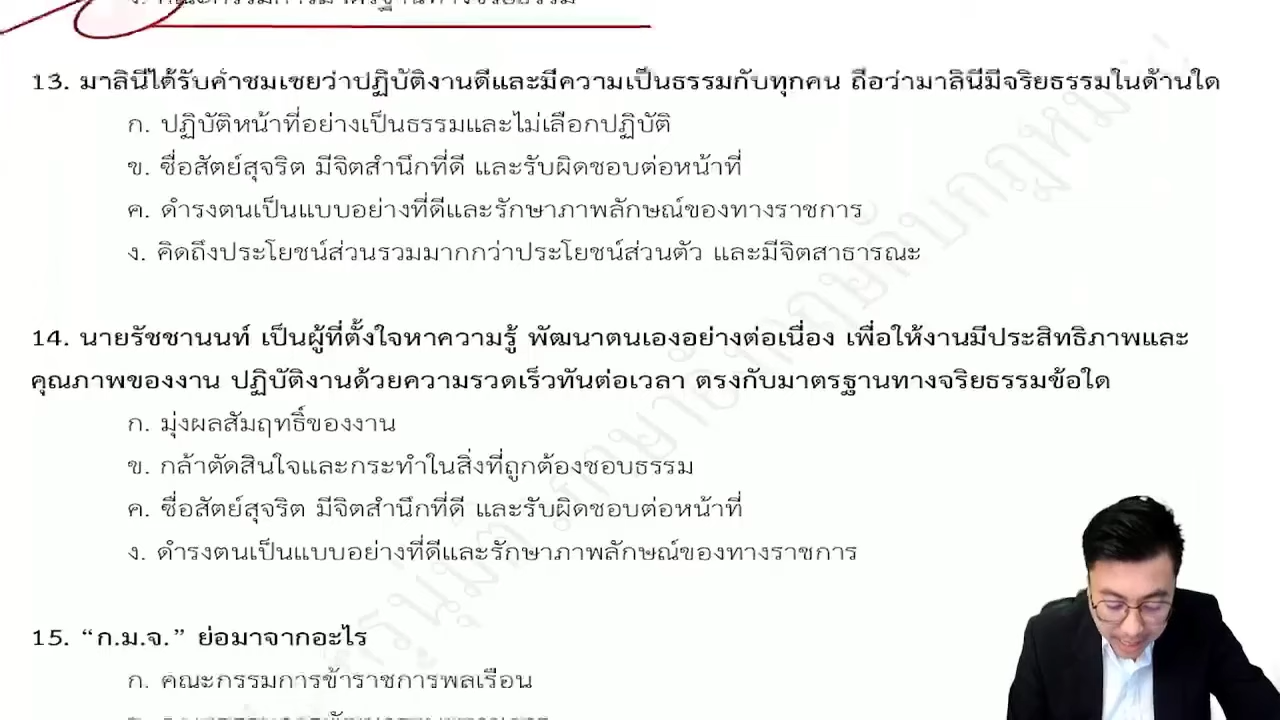 ง. คณะกรรมการมาตรฐานทางจริยธรรม
13. มาลินีได้รับคำชมเชยว่าปฏิบัติงานดีและมีความเป็นธรรมกับทุกคน ถือว่ามาลินีมีจริยธรรมในด้านใด
ก. ปฏิบัติหน้าที่อย่างเป็นธรรมและไม่เลือกปฏิบัติ
ข. ซื่อสัตย์สุจริต มีจิตสำนึกที่ดี และรับผิดชอบต่อหน้าที่
ค. ดำรงตนเป็นแบบอย่างที่ดีและรักษาภาพลักษณ์ของทางราชการ
ง. คิดถึงประโยชน์ส่วนรวมมากกว่าประโยชน์ส่วนตัว และมีจิตสาธารณะ
14. นายรัชชานนท์ เป็นผู้ที่ตั้งใจหาความรู้ พัฒนาตนเองอย่างต่อเนื่อง เพื่อให้งานมีประสิทธิภาพและ
คุณภาพของงาน ปฏิบัติงานด้วยความรวดเร็วทันต่อเวลา ตรงกับมาตรฐานทางจริยธรรมข้อใด
ก. มุ่งผลสัมฤทธิ์ของงาน
ข. กล้าตัดสินใจและกระทำในสิ่งที่ถูกต้องชอบธรรม
ค. ซื่อสัตย์สุจริต มีจิตสำนึกที่ดี และรับผิดชอบต่อหน้าที่
ง. ดำรงตนเป็นแบบอย่างที่ดีและรักษาภาพลักษณ์ของทางราชการ
15. “ก.ม.จ.” ย่อมาจากอะไร
ก. คณะกรรมการข้าราชการพลเรือน